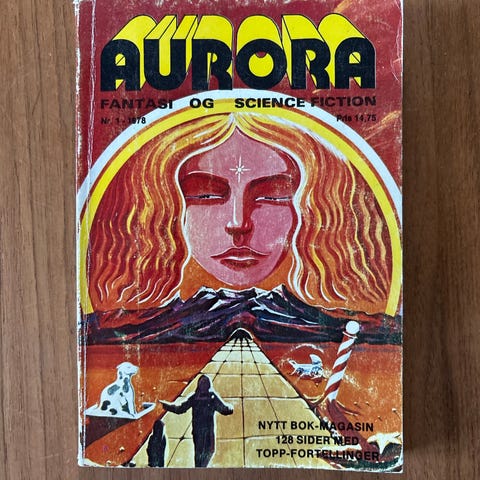 AURORA
FANTASI OG SCIENCE FICTION
Nr. 1 - 1978 Pris 14,75
NYTT BOK-MAGASIN
128 SIDER MED
TOPP-FORTELLINGER